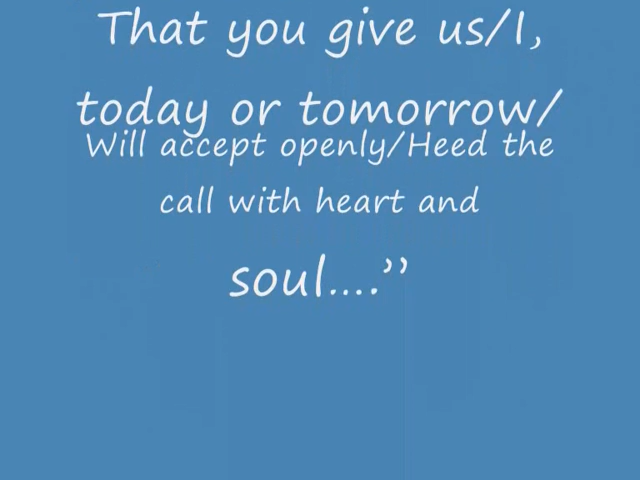 That you give us/I,
today or tomorrow/
Will accept openly/Heed the
call with heart and
soul....’’